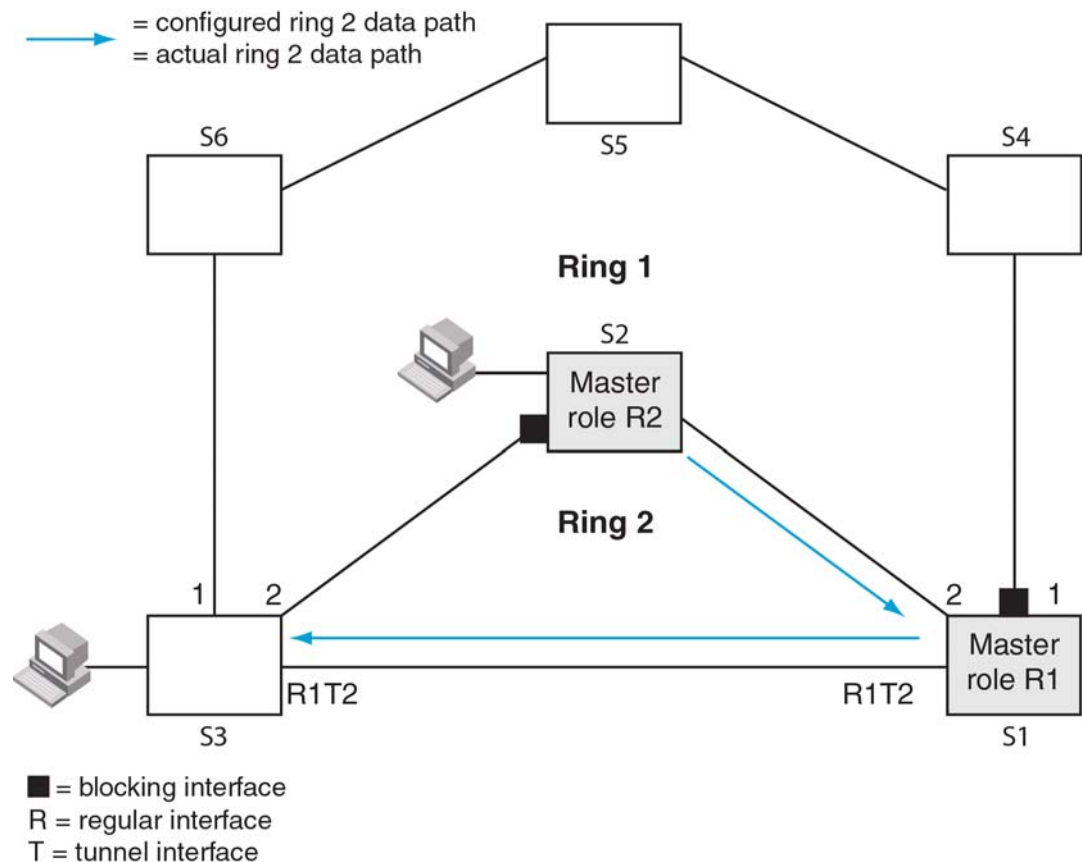 = configured ring 2 data path
= actual ring 2 data path
S6
S5
S4
Ring 1
S2
Master
role R2
Ring 2
1 2
2 1
Master
role R1
R1T2
R1T2
S3
S1
= blocking interface
R = regular interface
T = tunnel interface